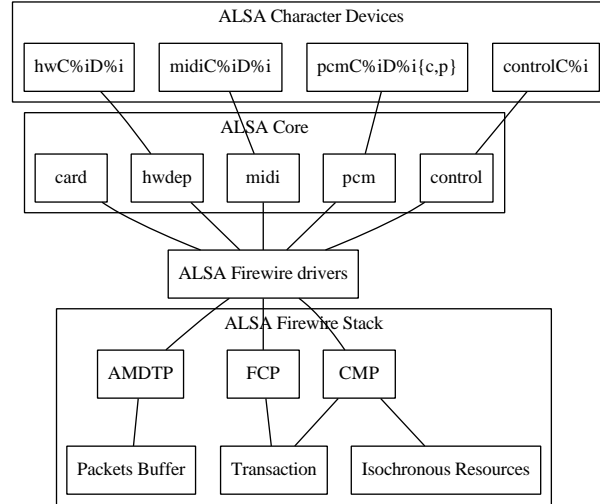 ALSA Character Devices
hwC%iD%i
midiC%iD%i
pcmC%iD%i{c,p}
controlC%i
ALSA Core
card
hwdep
midi
pcm
control
ALSA Firewire drivers
ALSA Firewire Stack
AMDTP
FCP
CMP
Packets Buffer
Transaction
Isochronous Resources